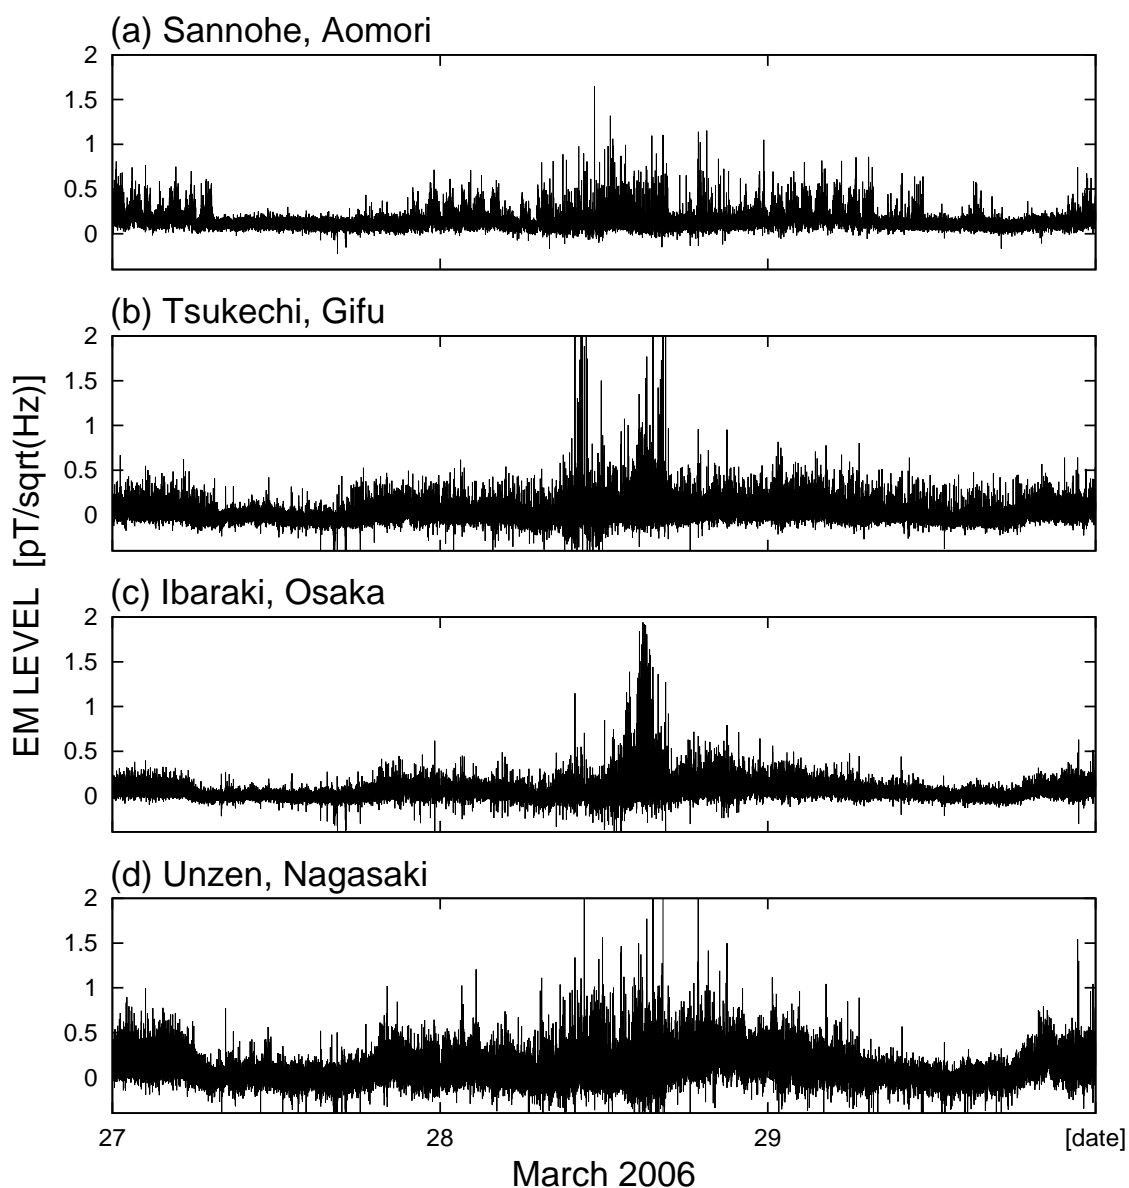 (a) Sannohe, Aomori
2
1.5
1
0.5
0
(b) Tsukechi, Gifu
2
1.5
1
0.5
0
EM LEVEL [pT/sqrt(Hz)]
(c) Ibaraki, Osaka
2
1.5
1
0.5
0
(d) Unzen, Nagasaki
2
1.5
1
0.5
0
27 28 29 [date]
March 2006